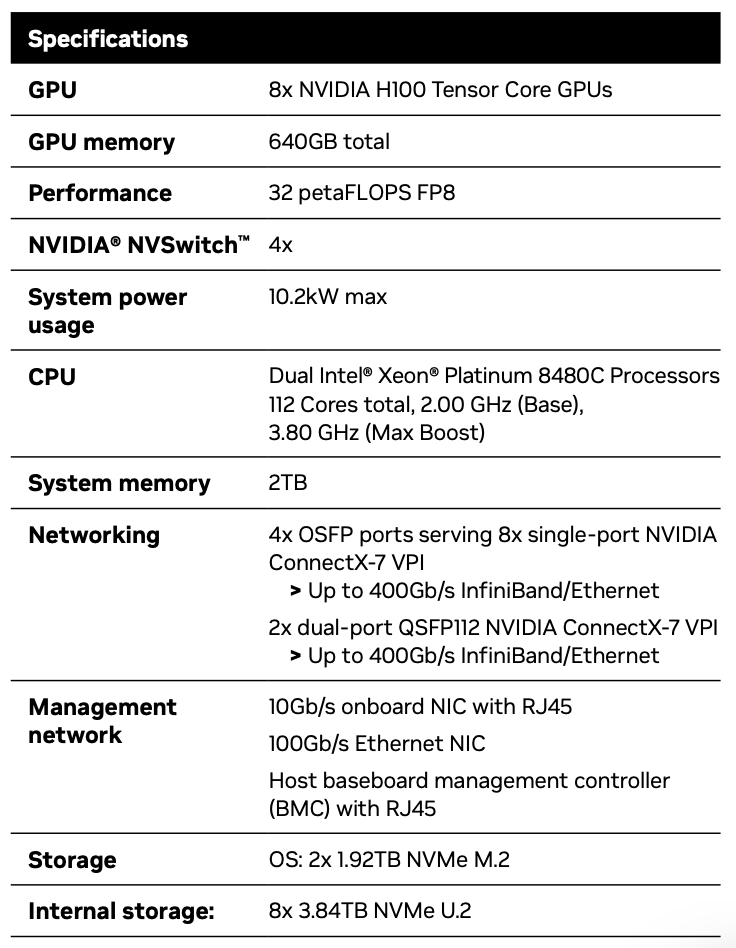 Specifications
GPU
8x NVIDIA H100 Tensor Core GPUs
GPU memory
640GB total
Performance
32 petaFLOPS FP8
NVIDIA® NVSwitch™
4x
System power
usage
10.2kW max
CPU
Dual Intel® Xeon® Platinum 8480C Processors
112 Cores total, 2.00 GHz (Base),
3.80 GHz (Max Boost)
System memory
2TB
Networking
4x OSFP ports serving 8x single-port NVIDIA
ConnectX-7 VPI
> Up to 400Gb/s InfiniBand/Ethernet
2x dual-port QSFP112 NVIDIA ConnectX-7 VPI
> Up to 400Gb/s InfiniBand/Ethernet
Management
network
10Gb/s onboard NIC with RJ45
100Gb/s Ethernet NIC
Host baseboard management controller
(BMC) with RJ45
Storage
OS: 2x 1.92TB NVMe M.2
Internal storage:
8x 3.84TB NVMe U.2